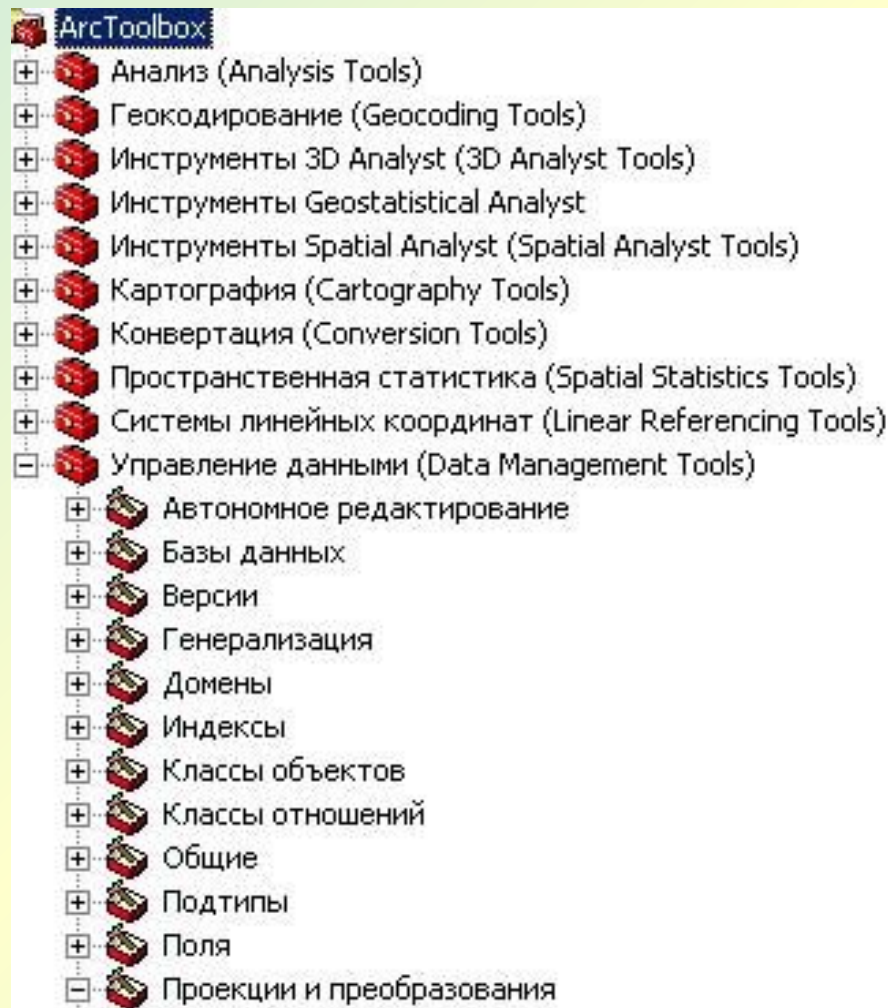 ArcToolbox
Анализ (Analysis Tools)
Геокодирование (Geocoding Tools)
Инструменты 3D Analyst (3D Analyst Tools)
Инструменты Geostatistical Analyst
Инструменты Spatial Analyst (Spatial Analyst Tools)
Картография (Cartography Tools)
Конвертация (Conversion Tools)
Пространственная статистика (Spatial Statistics Tools)
Системы линейных координат (Linear Referencing Tools)
Управление данными (Data Management Tools)
Автономное редактирование
Базы данных
Версии
Генерализация
Домены
Индексы
Классы объектов
Классы отношений
Общие
Подтипы
Поля
Проекции и преобразования